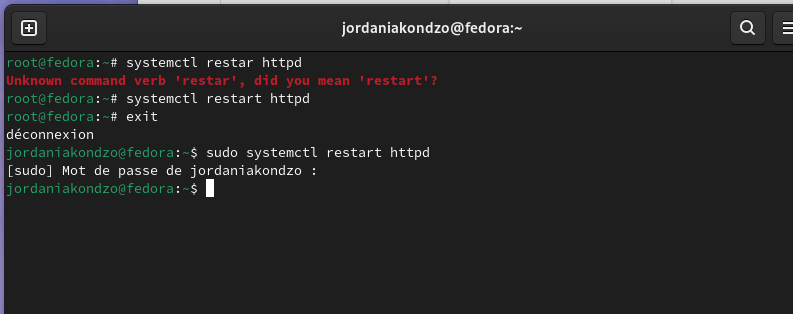 jordaniakondzo@fedora:~
root@fedora:~# systemctl restar httpd
Unknown command verb 'restar', did you mean 'restart'?
root@fedora:~# systemctl restart httpd
root@fedora:~# exit
déconnexion
jordaniakondzo@fedora:~$ sudo systemctl restart httpd
[sudo] Mot de passe de jordaniakondzo :
jordaniakondzo@fedora:~$